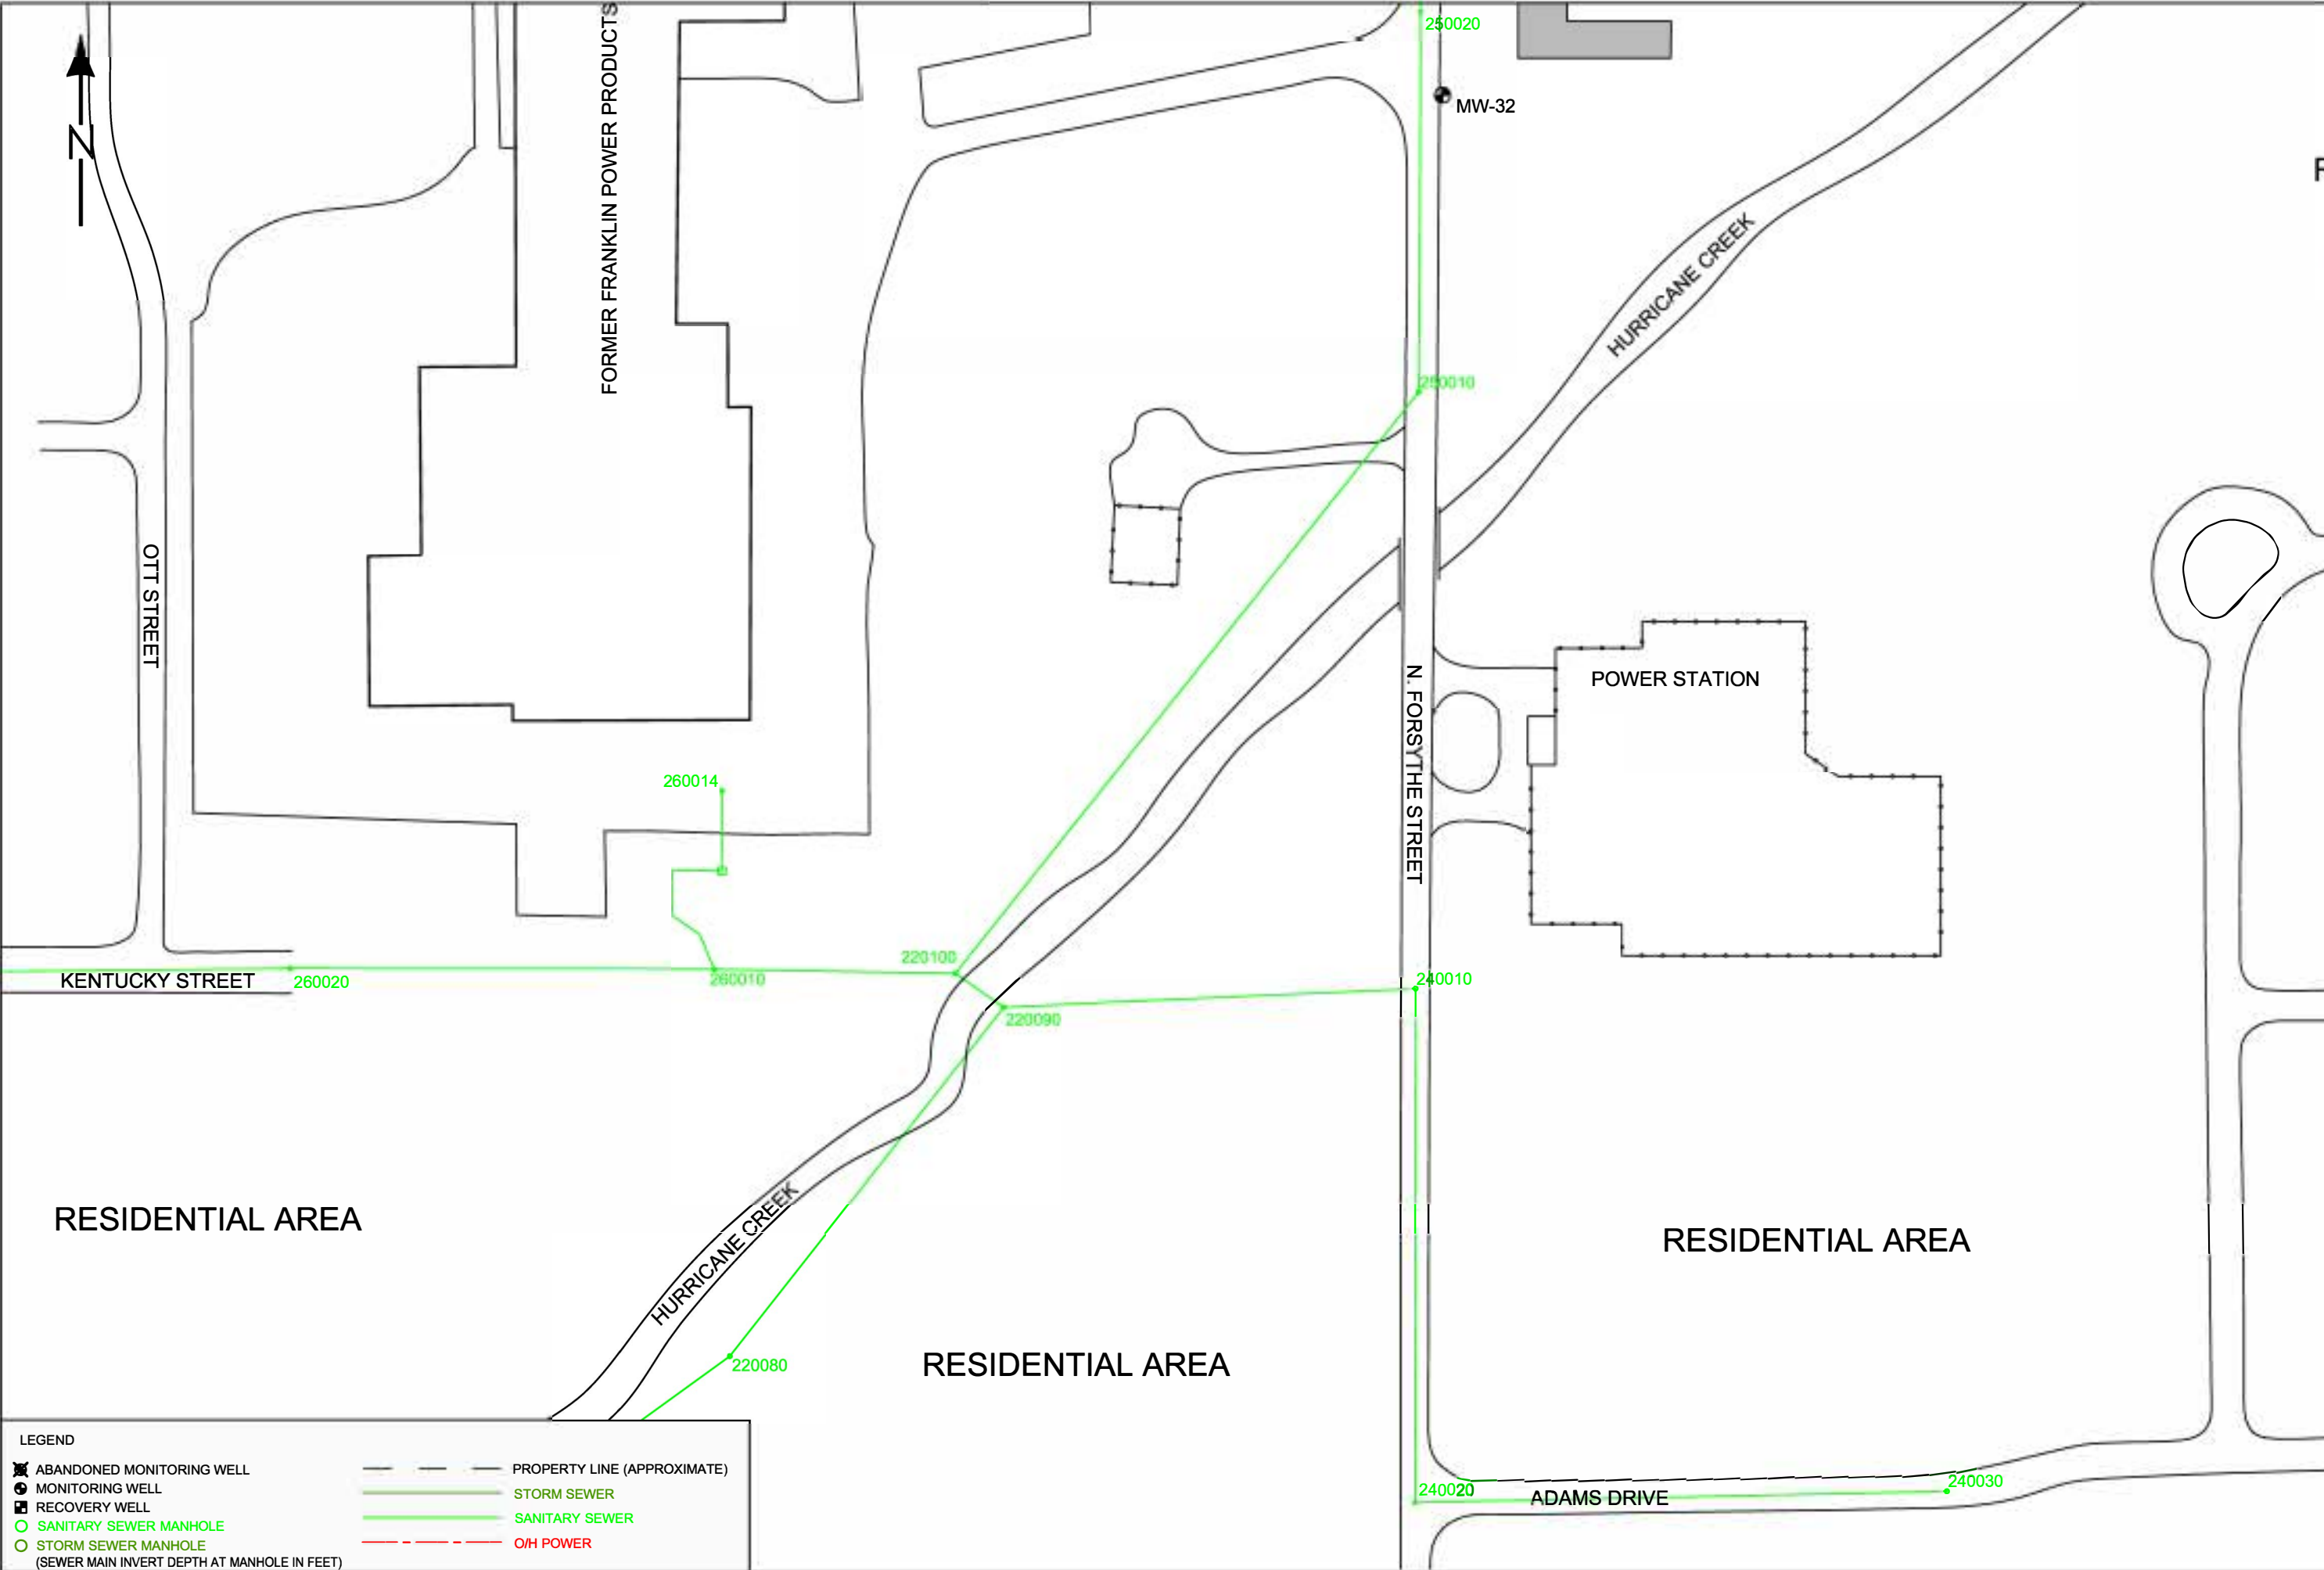 250020
N
FORMER FRANKLIN POWER PRODUCTS
MW-32
HURRICANE CREEK
250010
OTT STREET
N. FORSYTHE STREET
POWER STATION
260014
220100
KENTUCKY STREET
260020
260010
240010
220090
RESIDENTIAL AREA
HURRICANE CREEK
RESIDENTIAL AREA
220080
RESIDENTIAL AREA
240020
ADAMS DRIVE
240030
LEGEND
ABANDONED MONITORING WELL
MONITORING WELL
RECOVERY WELL
SANITARY SEWER MANHOLE
STORM SEWER MANHOLE
(SEWER MAIN INVERT DEPTH AT MANHOLE IN FEET)
PROPERTY LINE (APPROXIMATE)
STORM SEWER
SANITARY SEWER
O/H POWER